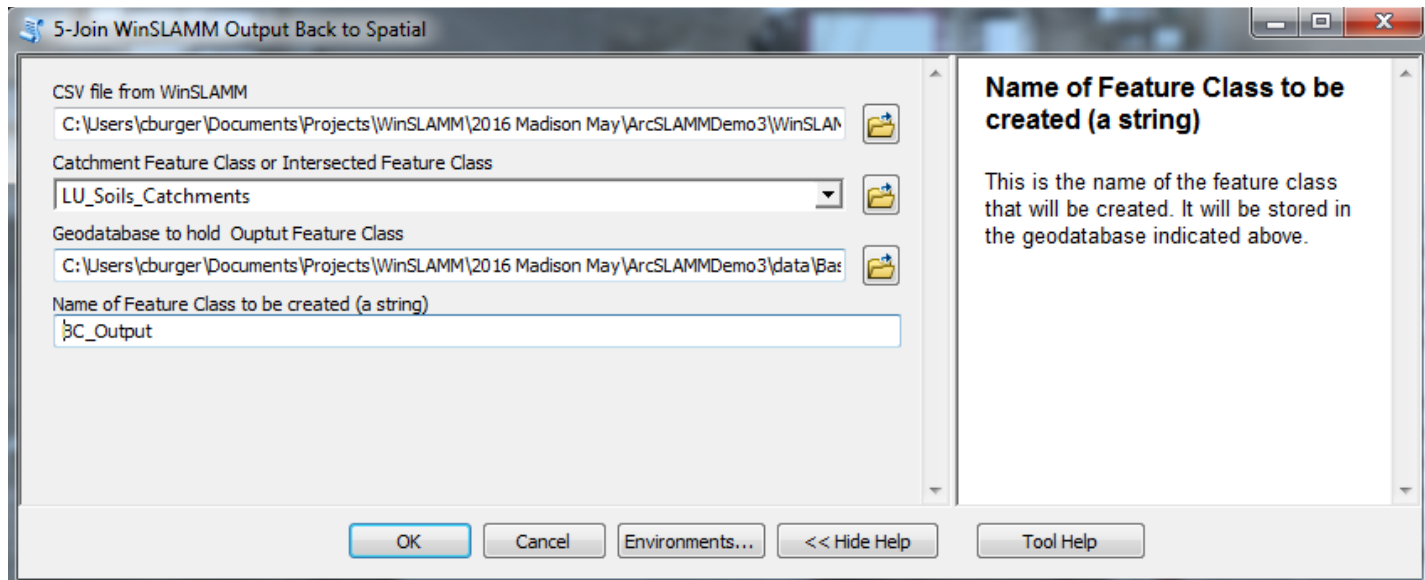 5-Join WinSLAMM Output Back to Spatial
CSV file from WinSLAMM
C:\Users\cburger\Documents\Projects\WinSLAMM\2016 Madison May\ArcSLAMMDemo3\WinSLAM
Catchment Feature Class or Intersected Feature Class
LU_Soils_Catchments
Geodatabase to hold Ouptut Feature Class
C:\Users\cburger\Documents\Projects\WinSLAMM\2016 Madison May\ArcSLAMMDemo3\data\Bas
Name of Feature Class to be created (a string)
BC_Output
OK
Cancel
Environments...
<< Hide Help
Tool Help
Name of Feature Class to be
created (a string)
This is the name of the feature class
that will be created. It will be stored in
the geodatabase indicated above.